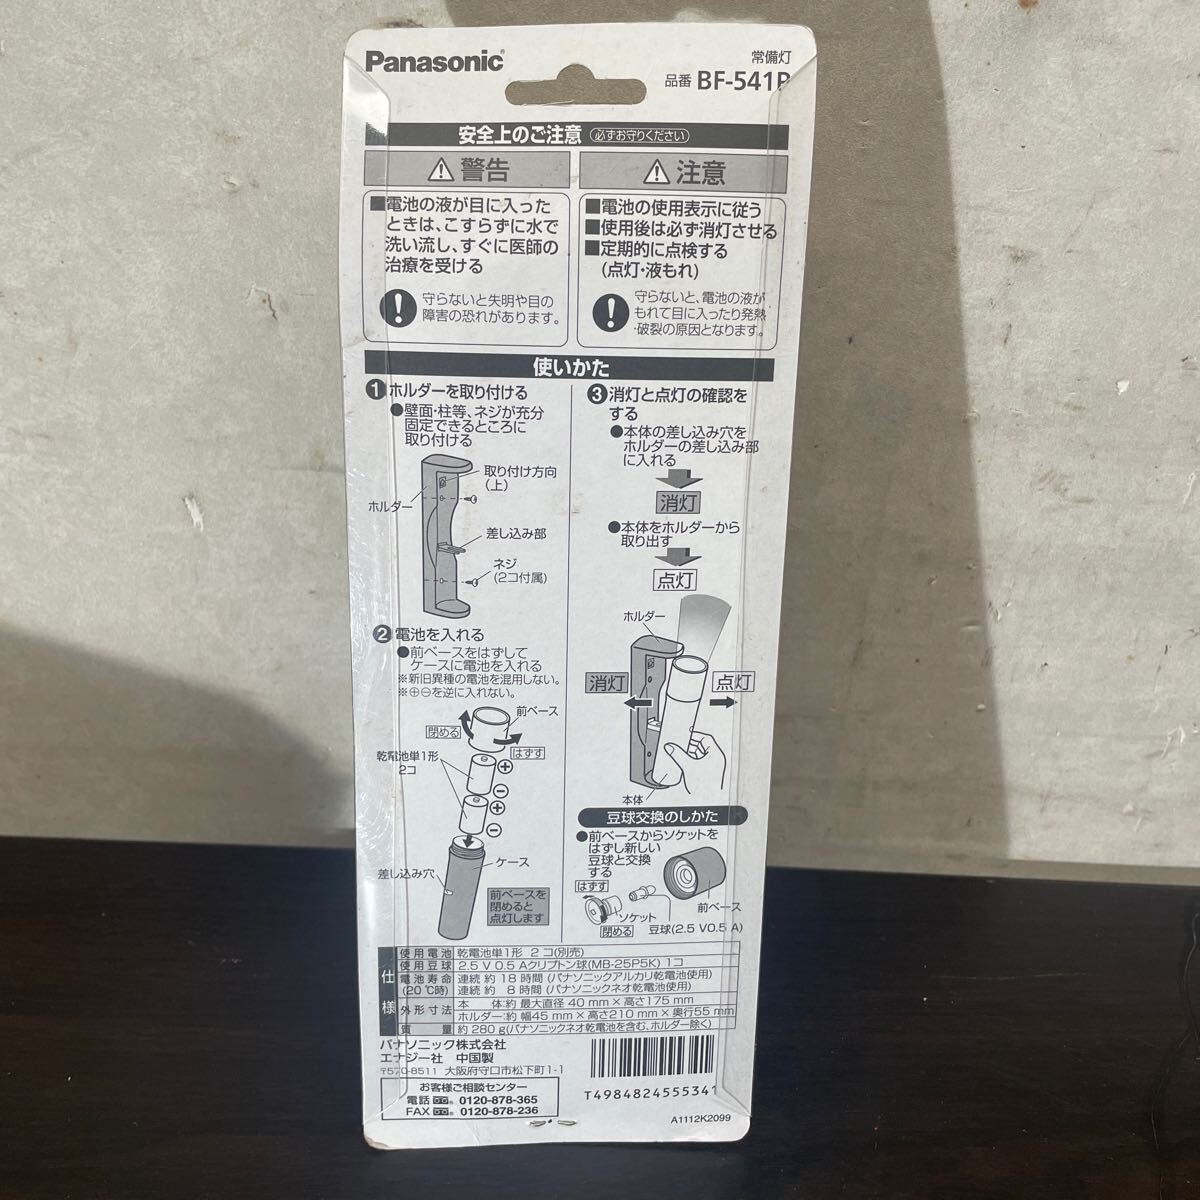 Panasonic
常備灯
品番 BF-541P
安全上のご注意 必ずお守りください
警告
■電池の液が目に入った
ときは、こすらずに水で
洗い流し、すぐに医師の
治療を受ける
守らないと失明や目の
障害の恐れがあります。
注意
■電池の使用表示に従う
■使用後は必ず消灯させる
■定期的に点検する
(点灯・液もれ)
守らないと、電池の液が
もれて目に入ったり発熱
・破裂の原因となります。
使いかた
❶ホルダーを取り付ける
●壁面・柱等、ネジが充分
固定できるところに
取り付ける
取り付け方向
(上)
ホルダー
差し込み部
ネジ
(2コ付属)
❷電池を入れる
●前ベースをはずして
ケースに電池を入れる
※新旧異種の電池を混用しない。
※⊕⊖を逆に入れない。
前ベース
閉める
はずす
乾電池単1形
2コ
⊕
⊖
⊕
⊖
ケース
差し込み穴
前ベースを
閉めると
点灯します
❸消灯と点灯の確認を
する
●本体の差し込み穴を
ホルダーの差し込み部
に入れる
消灯
●本体をホルダーから
取り出す
点灯
ホルダー
消灯
点灯
本体
豆球交換のしかた
●前ベースからソケットを
はずし新しい
豆球と交換
する
はずす
ソケット
閉める
前ベース
豆球(2.5 V0.5 A)
仕様
使用電池 乾電池単1形 2コ(別売)
使用豆球 2.5 V 0.5 Aクリプトン球(MB-25P5K) 1コ
電池寿命 連続 約 18時間 (パナソニックアルカリ乾電池使用)
(20℃時) 連続 約 8時間 (パナソニックネオ乾電池使用)
外形寸法 本 体:約 最大直径 40 mm×高さ175 mm
ホルダー:約 幅45 mm×高さ210 mm×奥行55 mm
質量 約 280 g(パナソニックネオ乾電池を含む、ホルダー除く)
パナソニック株式会社
エナジー社 中国製
〒570-8511 大阪府守口市松下町1-1
お客様ご相談センター
電話 0120-878-365
FAX 0120-878-236
T4984824555341
A1112K2099